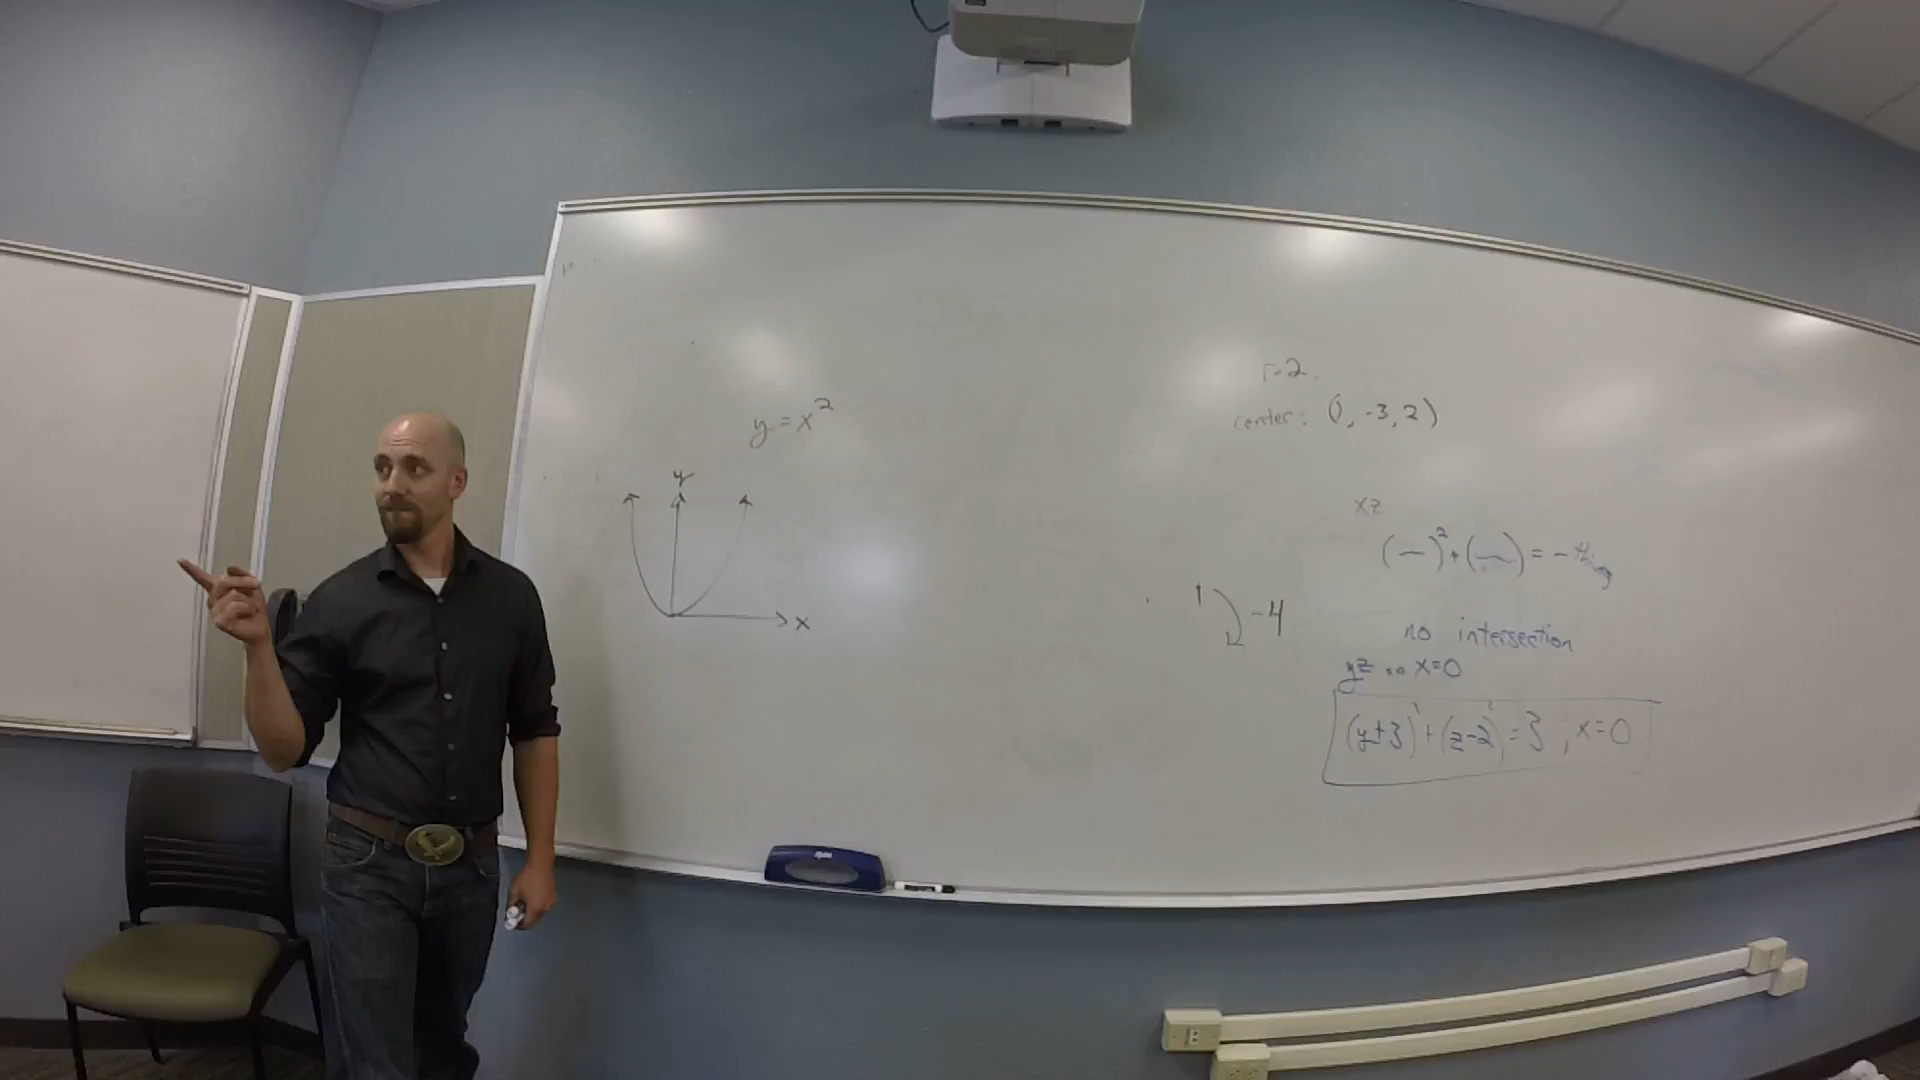 y = x²
y
x
r=2.
center: (1, -3, 2)
xz
(—)² + (—) = - thing
1 -4
no intersection
yz
x=0
(y+3)² + (z-2)² = 3 , x=0